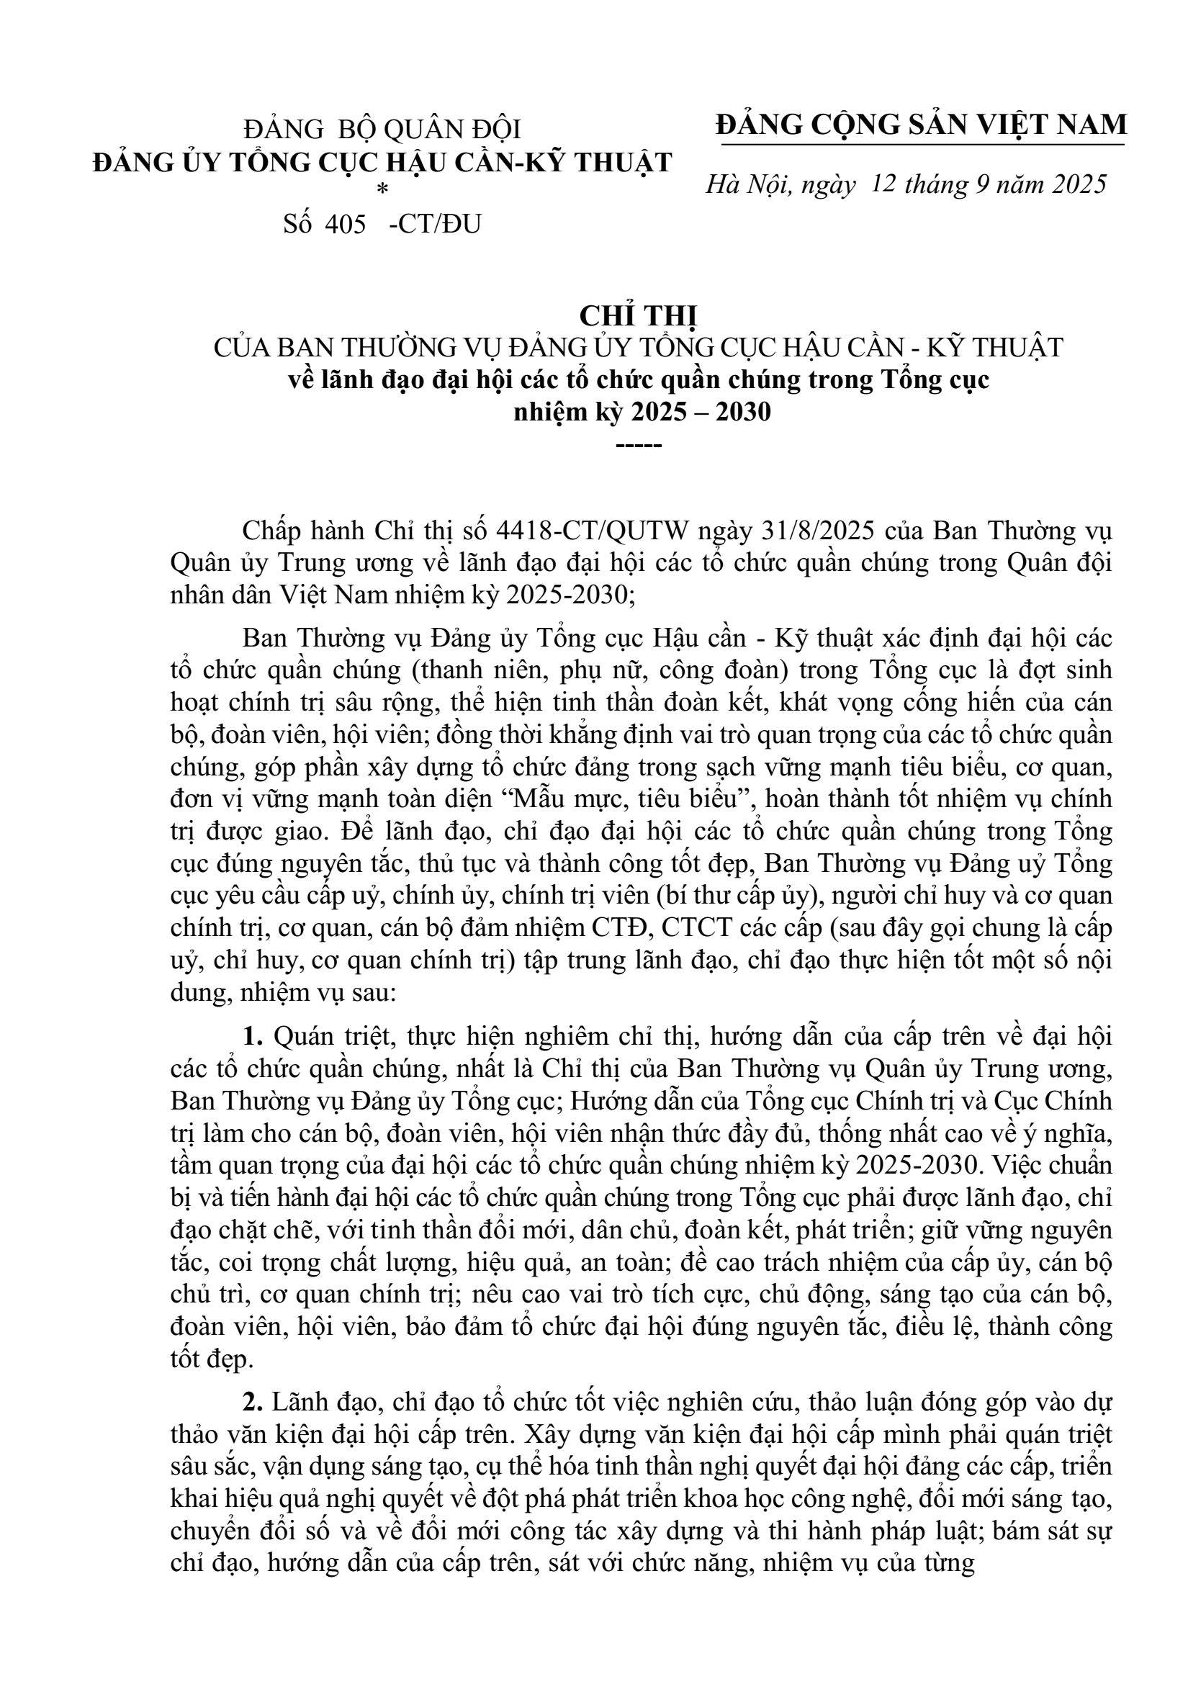 ĐẢNG BỘ QUÂN ĐỘI
ĐẢNG ỦY TỔNG CỤC HẬU CẦN-KỸ THUẬT
*
Số 405 -CT/ĐU
ĐẢNG CỘNG SẢN VIỆT NAM
Hà Nội, ngày 12 tháng 9 năm 2025
CHỈ THỊ
CỦA BAN THƯỜNG VỤ ĐẢNG ỦY TỔNG CỤC HẬU CẦN - KỸ THUẬT
về lãnh đạo đại hội các tổ chức quần chúng trong Tổng cục
nhiệm kỳ 2025 – 2030
-----
Chấp hành Chỉ thị số 4418-CT/QUTW ngày 31/8/2025 của Ban Thường vụ
Quân ủy Trung ương về lãnh đạo đại hội các tổ chức quần chúng trong Quân đội
nhân dân Việt Nam nhiệm kỳ 2025-2030;
Ban Thường vụ Đảng ủy Tổng cục Hậu cần - Kỹ thuật xác định đại hội các
tổ chức quần chúng (thanh niên, phụ nữ, công đoàn) trong Tổng cục là đợt sinh
hoạt chính trị sâu rộng, thể hiện tinh thần đoàn kết, khát vọng cống hiến của cán
bộ, đoàn viên, hội viên; đồng thời khẳng định vai trò quan trọng của các tổ chức quần
chúng, góp phần xây dựng tổ chức đảng trong sạch vững mạnh tiêu biểu, cơ quan,
đơn vị vững mạnh toàn diện “Mẫu mực, tiêu biểu”, hoàn thành tốt nhiệm vụ chính
trị được giao. Để lãnh đạo, chỉ đạo đại hội các tổ chức quần chúng trong Tổng
cục đúng nguyên tắc, thủ tục và thành công tốt đẹp, Ban Thường vụ Đảng uỷ Tổng
cục yêu cầu cấp uỷ, chính ủy, chính trị viên (bí thư cấp ủy), người chỉ huy và cơ quan
chính trị, cơ quan, cán bộ đảm nhiệm CTĐ, CTCT các cấp (sau đây gọi chung là cấp
uỷ, chỉ huy, cơ quan chính trị) tập trung lãnh đạo, chỉ đạo thực hiện tốt một số nội
dung, nhiệm vụ sau:
1. Quán triệt, thực hiện nghiêm chỉ thị, hướng dẫn của cấp trên về đại hội
các tổ chức quần chúng, nhất là Chỉ thị của Ban Thường vụ Quân ủy Trung ương,
Ban Thường vụ Đảng ủy Tổng cục; Hướng dẫn của Tổng cục Chính trị và Cục Chính
trị làm cho cán bộ, đoàn viên, hội viên nhận thức đầy đủ, thống nhất cao về ý nghĩa,
tầm quan trọng của đại hội các tổ chức quần chúng nhiệm kỳ 2025-2030. Việc chuẩn
bị và tiến hành đại hội các tổ chức quần chúng trong Tổng cục phải được lãnh đạo, chỉ
đạo chặt chẽ, với tinh thần đổi mới, dân chủ, đoàn kết, phát triển; giữ vững nguyên
tắc, coi trọng chất lượng, hiệu quả, an toàn; đề cao trách nhiệm của cấp ủy, cán bộ
chủ trì, cơ quan chính trị; nêu cao vai trò tích cực, chủ động, sáng tạo của cán bộ,
đoàn viên, hội viên, bảo đảm tổ chức đại hội đúng nguyên tắc, điều lệ, thành công
tốt đẹp.
2. Lãnh đạo, chỉ đạo tổ chức tốt việc nghiên cứu, thảo luận đóng góp vào dự
thảo văn kiện đại hội cấp trên. Xây dựng văn kiện đại hội cấp mình phải quán triệt
sâu sắc, vận dụng sáng tạo, cụ thể hóa tinh thần nghị quyết đại hội đảng các cấp, triển
khai hiệu quả nghị quyết về đột phá phát triển khoa học công nghệ, đổi mới sáng tạo,
chuyển đổi số và về đổi mới công tác xây dựng và thi hành pháp luật; bám sát sự
chỉ đạo, hướng dẫn của cấp trên, sát với chức năng, nhiệm vụ của từng